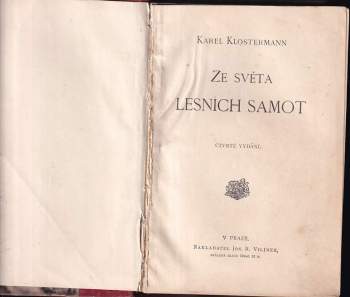 KAREL KLOSTERMANN
ZE SVĚTA
LESNÍCH SAMOT
ČTVRTÉ VYDÁNÍ.
V PRAZE.
NAKLADATEL JOS. R. VILÍMEK,